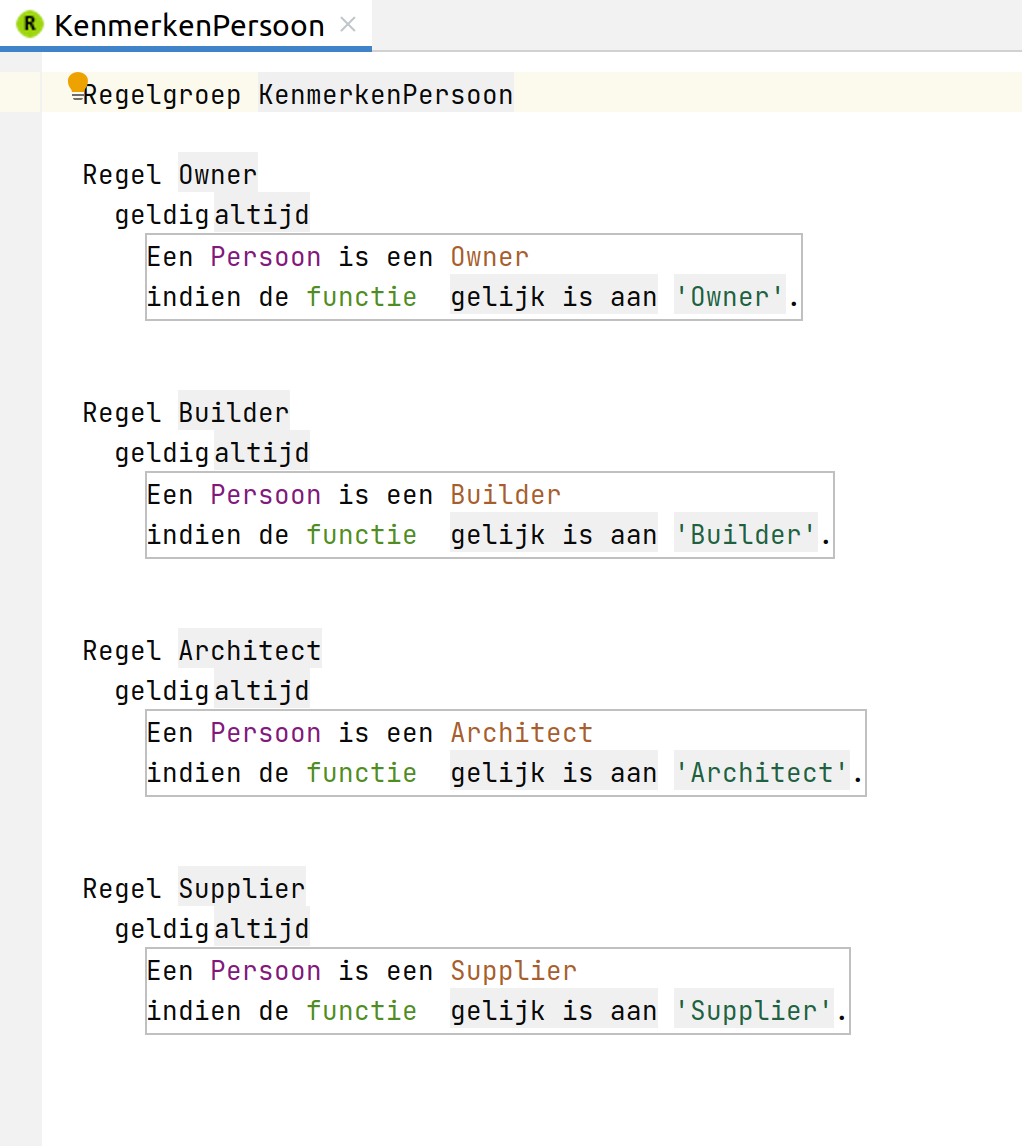 R KenmerkenPersoon
Regelgroep KenmerkenPersoon
Regel Owner
geldig altijd
Een Persoon is een Owner
indien de functie gelijk is aan 'Owner'.
Regel Builder
geldig altijd
Een Persoon is een Builder
indien de functie gelijk is aan 'Builder'.
Regel Architect
geldig altijd
Een Persoon is een Architect
indien de functie gelijk is aan 'Architect'.
Regel Supplier
geldig altijd
Een Persoon is een Supplier
indien de functie gelijk is aan 'Supplier'.